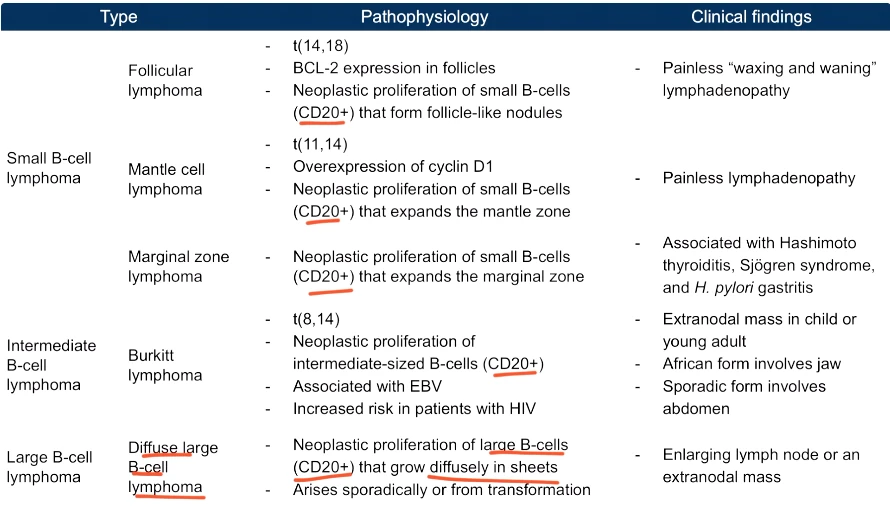 Type Pathophysiology Clinical findings
Small B-cell
lymphoma
Follicular
lymphoma
- t(14,18)
- BCL-2 expression in follicles
- Neoplastic proliferation of small B-cells
(CD20+) that form follicle-like nodules
- Painless “waxing and waning”
lymphadenopathy
Mantle cell
lymphoma
- t(11,14)
- Overexpression of cyclin D1
- Neoplastic proliferation of small B-cells
(CD20+) that expands the mantle zone
- Painless lymphadenopathy
Marginal zone
lymphoma
- Neoplastic proliferation of small B-cells
(CD20+) that expands the marginal zone
- Associated with Hashimoto
thyroiditis, Sjögren syndrome,
and H. pylori gastritis
Intermediate
B-cell
lymphoma
Burkitt
lymphoma
- t(8,14)
- Neoplastic proliferation of
intermediate-sized B-cells (CD20+)
- Associated with EBV
- Increased risk in patients with HIV
- Extranodal mass in child or
young adult
- African form involves jaw
- Sporadic form involves
abdomen
Large B-cell
lymphoma
Diffuse large
B-cell
lymphoma
- Neoplastic proliferation of large B-cells
(CD20+) that grow diffusely in sheets
- Arises sporadically or from transformation
- Enlarging lymph node or an
extranodal mass